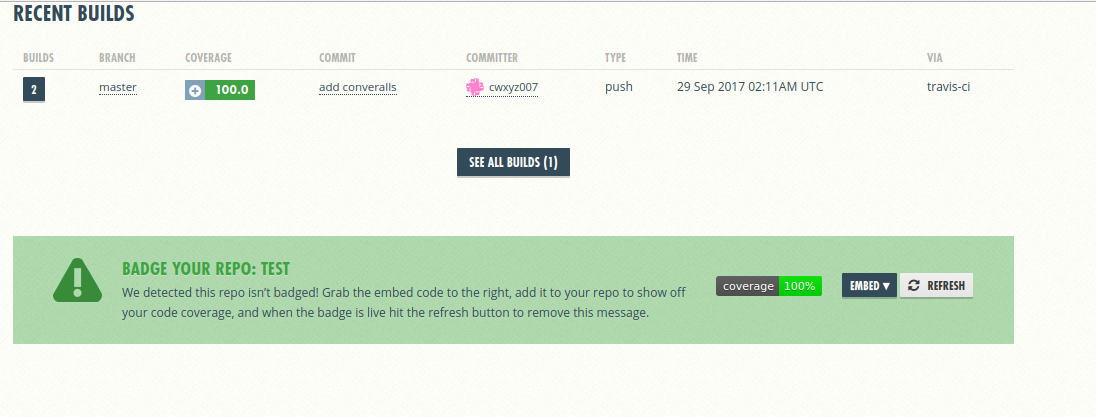 RECENT BUILDS
BUILDS BRANCH COVERAGE COMMIT COMMITTER TYPE TIME VIA
2 master 100.0 add converalls cwxyz007 push 29 Sep 2017 02:11AM UTC travis-ci
SEE ALL BUILDS (1)
BADGE YOUR REPO: TEST
We detected this repo isn't badged! Grab the embed code to the right, add it to your repo to show off
your code coverage, and when the badge is live hit the refresh button to remove this message.
coverage 100% EMBED ▼ REFRESH